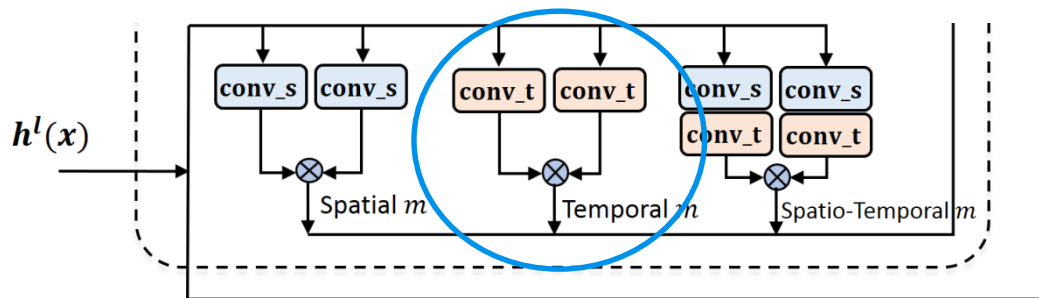 conv_s conv_s conv_t conv_t conv_s conv_s
conv_t conv_t
h^l(x)
Spatial m Temporal m Spatio-Temporal m